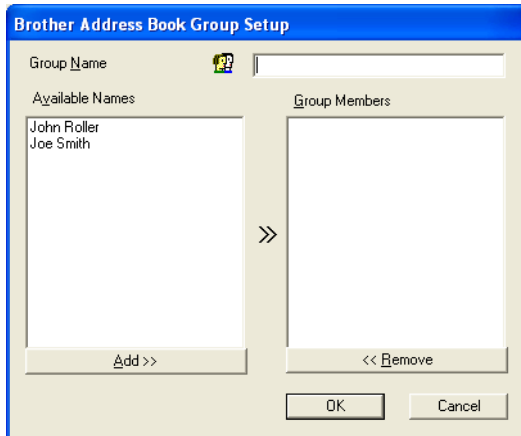 Brother Address Book Group Setup
Group Name
Available Names
Group Members
John Roller
Joe Smith
Add >>
<< Remove
OK
Cancel